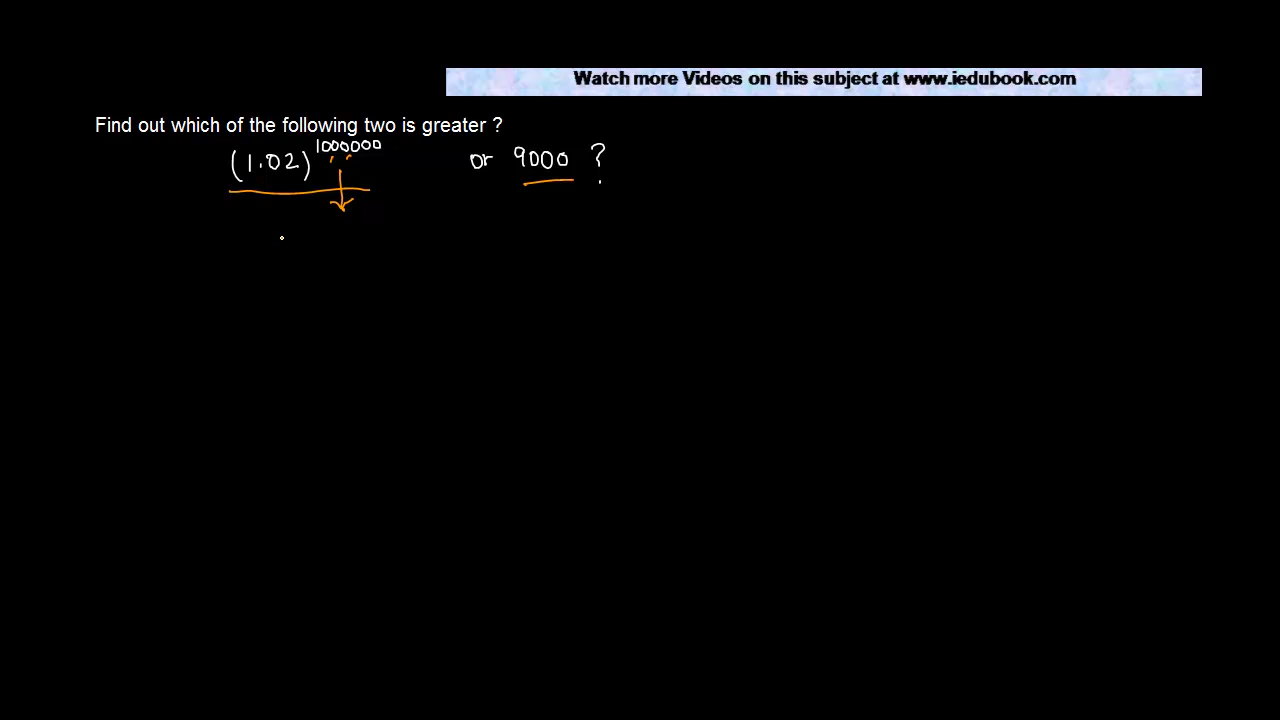 Watch more Videos on this subject at www.iedubook.com
Find out which of the following two is greater ?
(1.02)^1000000 or 9000 ?